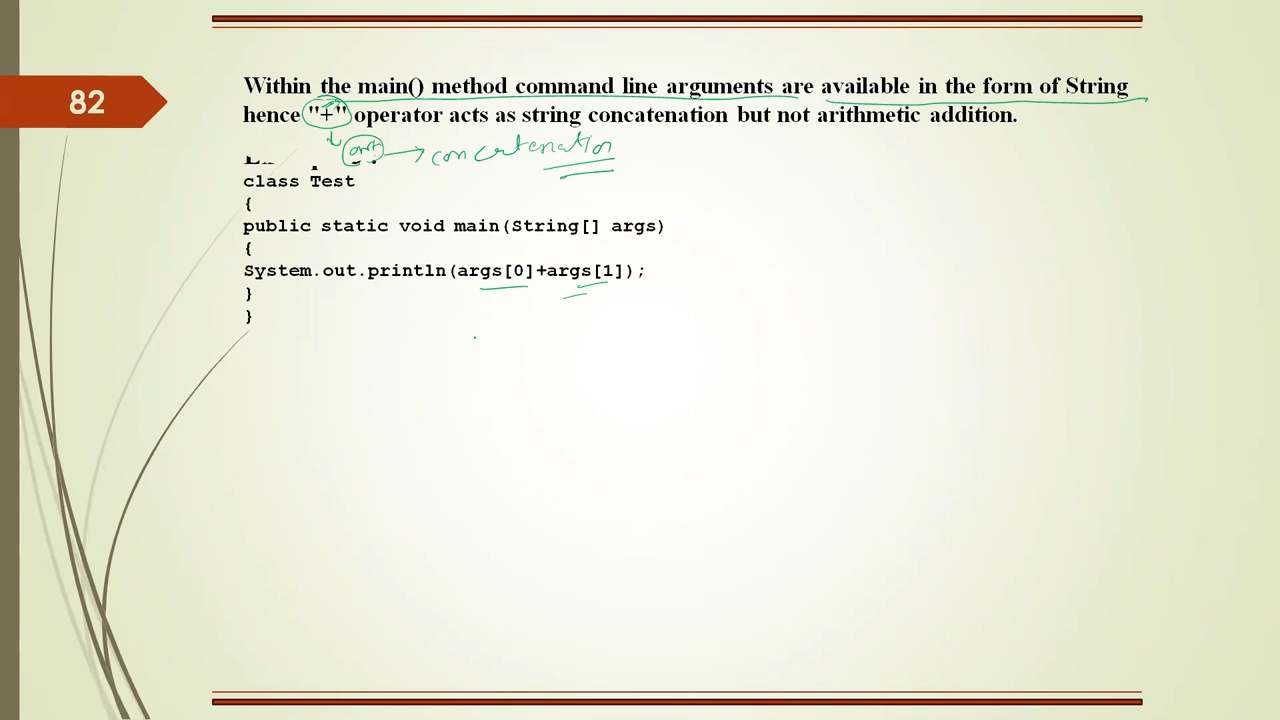 82
Within the main() method command line arguments are available in the form of String
hence "+" operator acts as string concatenation but not arithmetic addition.
concatenation
class Test
{
public static void main(String[] args)
{
System.out.println(args[0]+args[1]);
}
}